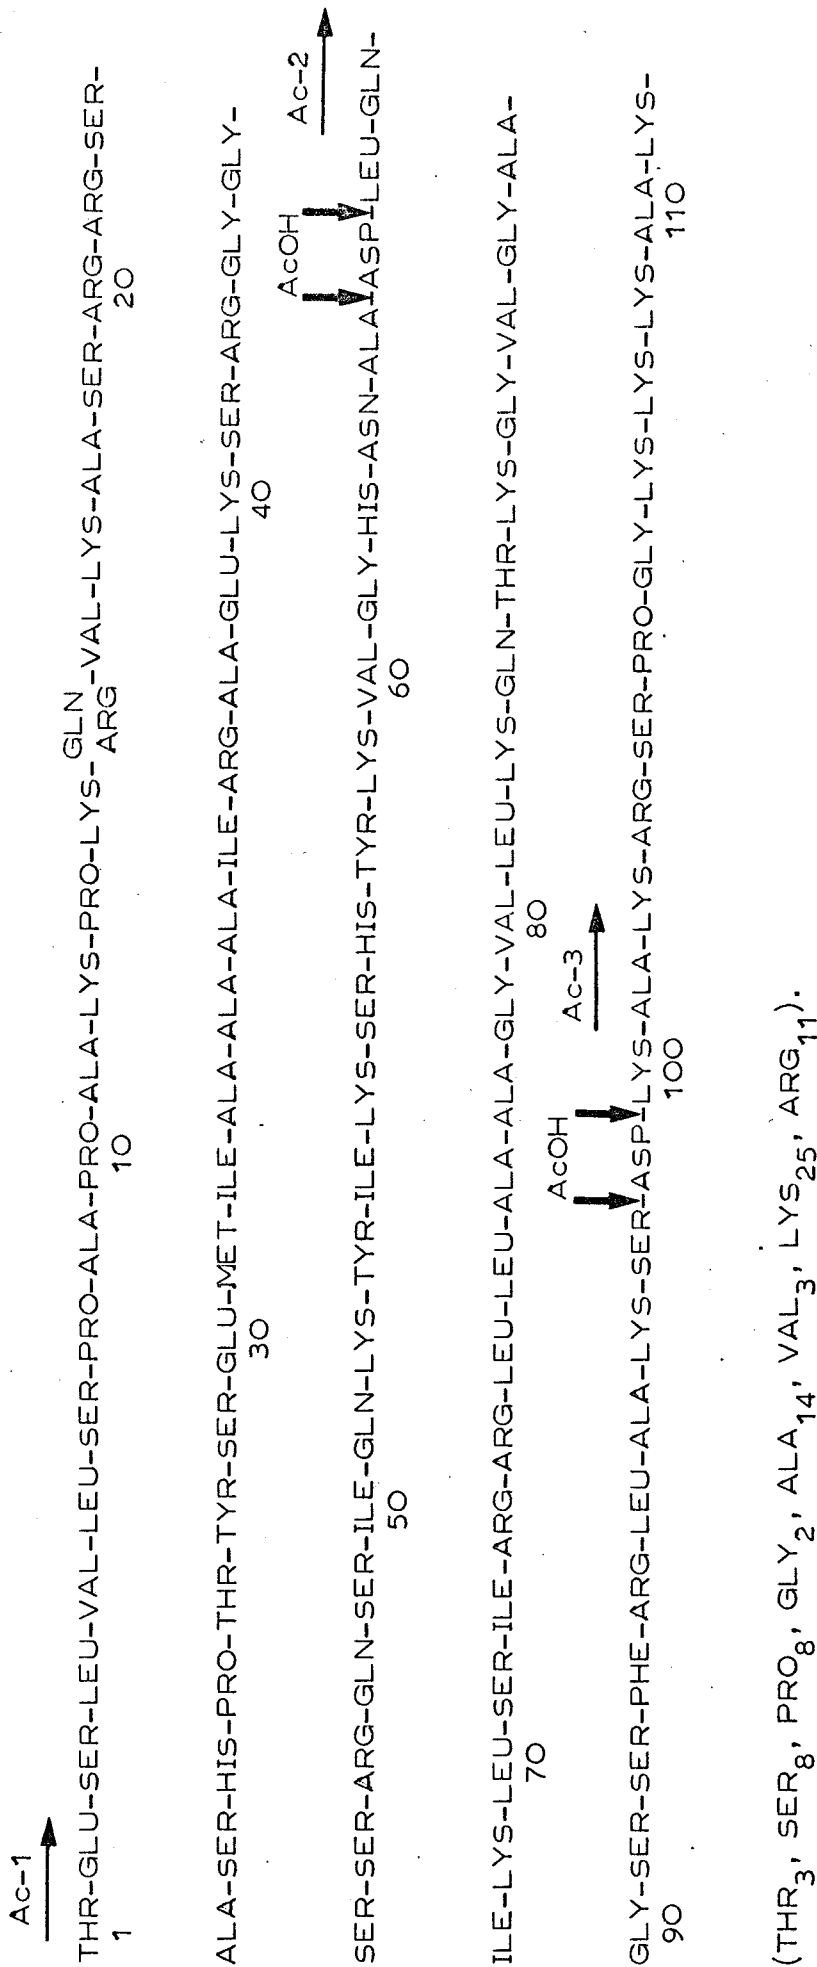 Ac-1
THR-GLU-SER-LEU-VAL-LEU-SER-PRO-ALA-PRO-ALA-LYS-PRO-LYS-GLN/ARG-VAL-LYS-ALA-SER-ARG-ARG-SER-
1 10 20
ALA-SER-HIS-PRO-THR-TYR-SER-GLU-MET-ILE-ALA-ALA-ALA-ILE-ARG-ALA-GLU-LYS-SER-ARG-GLY-GLY-
30 40
AcOH Ac-2
SER-SER-ARG-GLN-SER-ILE-GLN-LYS-TYR-ILE-LYS-SER-HIS-TYR-LYS-VAL-GLY-HIS-ASN-ALA-ASP-LEU-GLN-
50 60
ILE-LYS-LEU-SER-ILE-ARG-ARG-LEU-LEU-ALA-ALA-GLY-VAL-LEU-LYS-GLN-THR-LYS-GLY-VAL-GLY-ALA-
70 80
AcOH Ac-3
GLY-SER-SER-PHE-ARG-LEU-ALA-LYS-SER-ASP-LYS-ALA-LYS-ARG-SER-PRO-GLY-LYS-LYS-ALA-LYS-
90 100 110
(THR3, SER8, PRO8, GLY2, ALA14, VAL3, LYS25, ARG11).